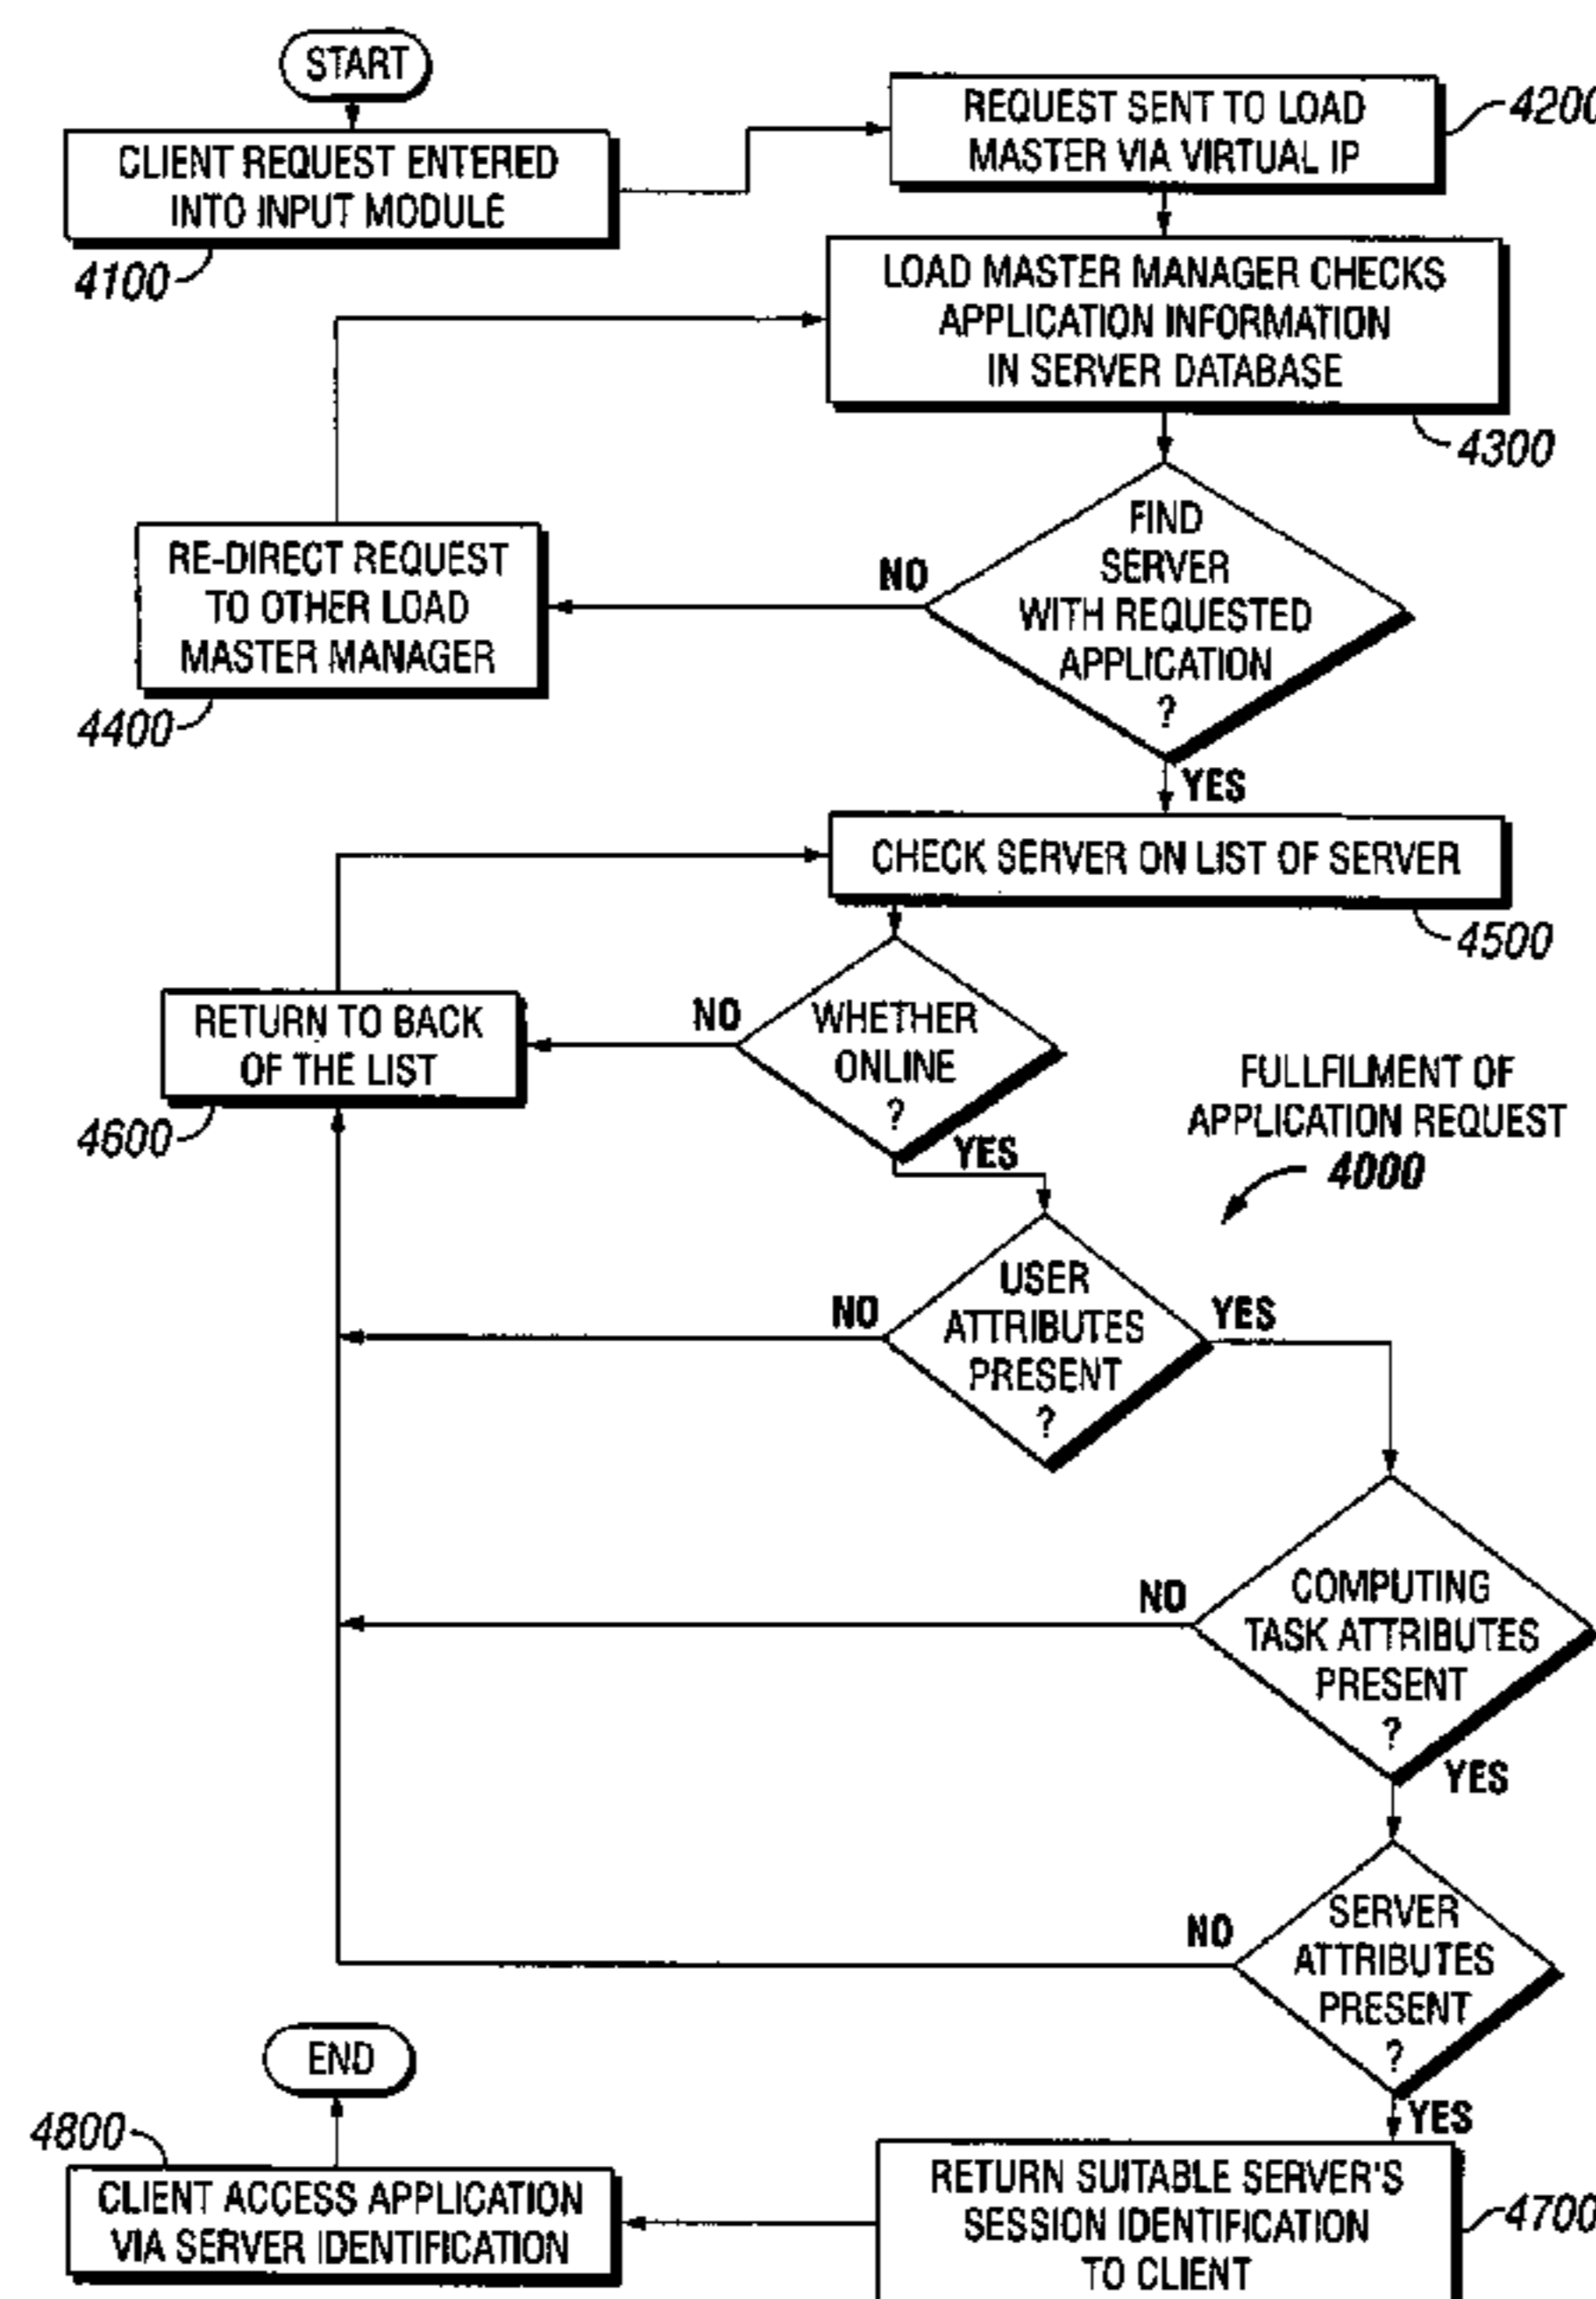 START
CLIENT REQUEST ENTERED
INTO INPUT MODULE
4100
REQUEST SENT TO LOAD
MASTER VIA VIRTUAL IP
4200
LOAD MASTER MANAGER CHECKS
APPLICATION INFORMATION
IN SERVER DATABASE
4300
FIND
SERVER
WITH REQUESTED
APPLICATION
?
NO
RE-DIRECT REQUEST
TO OTHER LOAD
MASTER MANAGER
4400
YES
CHECK SERVER ON LIST OF SERVER
4500
WHETHER
ONLINE
?
NO
RETURN TO BACK
OF THE LIST
4600
YES
FULLFILMENT OF
APPLICATION REQUEST
4000
USER
ATTRIBUTES
PRESENT
?
NO
YES
COMPUTING
TASK ATTRIBUTES
PRESENT
?
NO
YES
SERVER
ATTRIBUTES
PRESENT
?
NO
YES
RETURN SUITABLE SERVER'S
SESSION IDENTIFICATION
TO CLIENT
4700
CLIENT ACCESS APPLICATION
VIA SERVER IDENTIFICATION
4800
END